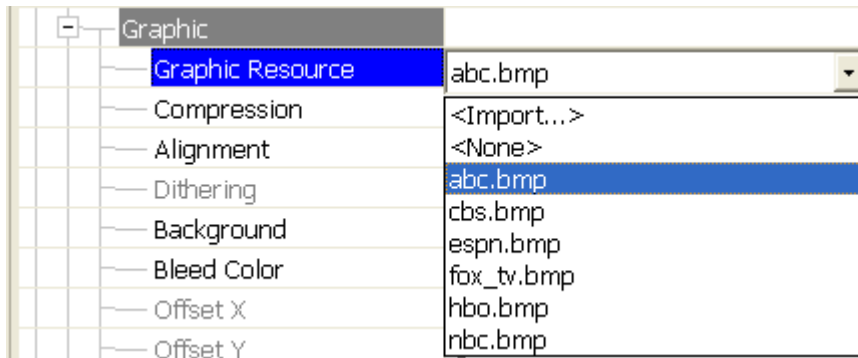 Graphic
Graphic Resource
abc.bmp
Compression
Alignment
Dithering
Background
Bleed Color
Offset X
Offset Y
<Import...>
<None>
abc.bmp
cbs.bmp
espn.bmp
fox_tv.bmp
hbo.bmp
nbc.bmp